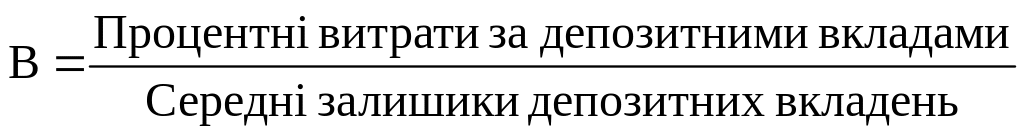 Процентні витрати за депозитними вкладами
В =
Середні залишики депозитних вкладень